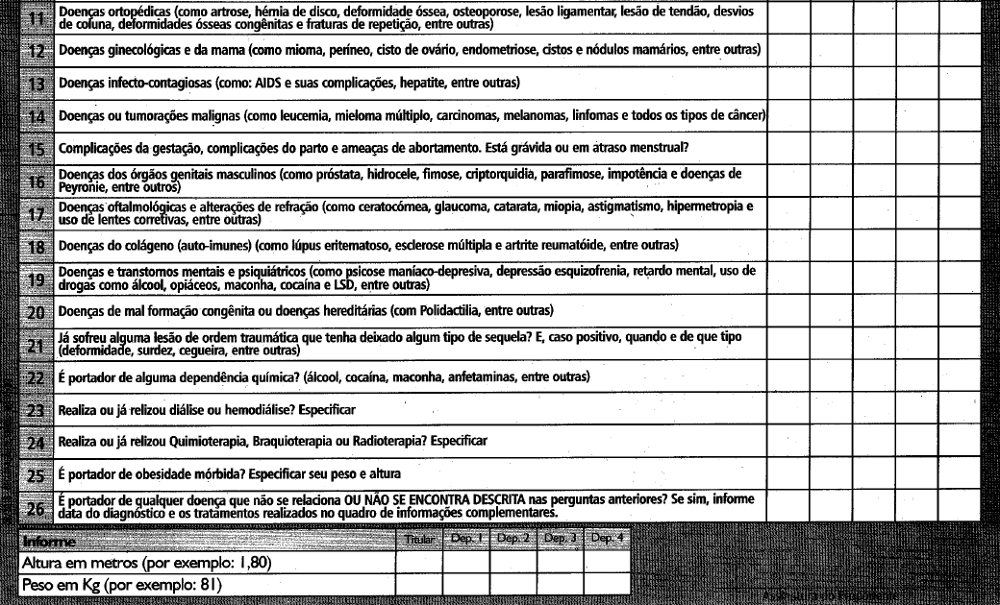 11 Doenças ortopédicas (como artrose, hérnia de disco, deformidade óssea, osteoporose, lesão ligamentar, lesão de tendão, desvios
de coluna, deformidades ósseas congênitas e fraturas de repetição, entre outras)
12 Doenças ginecológicas e da mama (como mioma, períneo, cisto de ovário, endometriose, cistos e nódulos mamários, entre outras)
13 Doenças infecto-contagiosas (como: AIDS e suas complicações, hepatite, entre outras)
14 Doenças ou tumorações malignas (como leucemia, mieloma múltiplo, carcinomas, melanomas, linfomas e todos os tipos de câncer)
15 Complicações da gestação, complicações do parto e ameaças de abortamento. Está grávida ou em atraso menstrual?
16 Doenças dos órgãos genitais masculinos (como próstata, hidrocele, fimose, criptorquidia, parafimose, impotência e doenças de
Peyronie, entre outros)
17 Doenças oftalmológicas e alterações de refração (como ceratocórnea, glaucoma, catarata, miopia, astigmatismo, hipermetropia e
uso de lentes corretivas, entre outras)
18 Doenças do colágeno (auto-imunes) (como lúpus eritematoso, esclerose múltipla e artrite reumatóide, entre outras)
19 Doenças e transtornos mentais e psiquiátricos (como psicose maníaco-depresiva, depressão esquizofrenia, retardo mental, uso de
drogas como álcool, opiáceos, maconha, cocaína e LSD, entre outras)
20 Doenças de mal formação congênita ou doenças hereditárias (com Polidactilia, entre outras)
21 Já sofreu alguma lesão de ordem traumática que tenha deixado algum tipo de sequela? E, caso positivo, quando e de que tipo
(deformidade, surdez, cegueira, entre outras)
22 É portador de alguma dependência química? (álcool, cocaína, maconha, anfetaminas, entre outras)
23 Realiza ou já relizou diálise ou hemodiálise? Especificar
24 Realiza ou já relizou Quimioterapia, Braquioterapia ou Radioterapia? Especificar
25 É portador de obesidade mórbida? Especificar seu peso e altura
26 É portador de qualquer doença que não se relaciona OU NÃO SE ENCONTRA DESCRITA nas perguntas anteriores? Se sim, informe
data do diagnóstico e os tratamentos realizados no quadro de informações complementares.
Informe Titular Dep. 1 Dep. 2 Dep. 3 Dep. 4
Altura em metros (por exemplo: 1,80)
Peso em Kg (por exemplo: 81)
Assinatura do Proponente